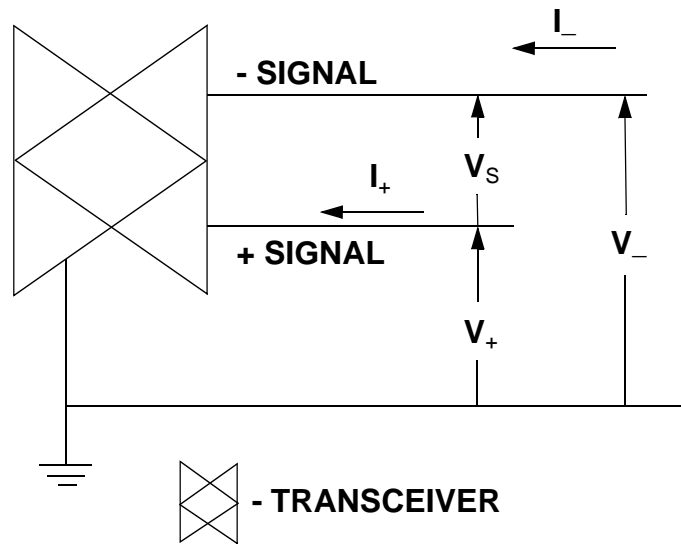 I_
- SIGNAL
VS
I+
+ SIGNAL
V_
V+
- TRANSCEIVER